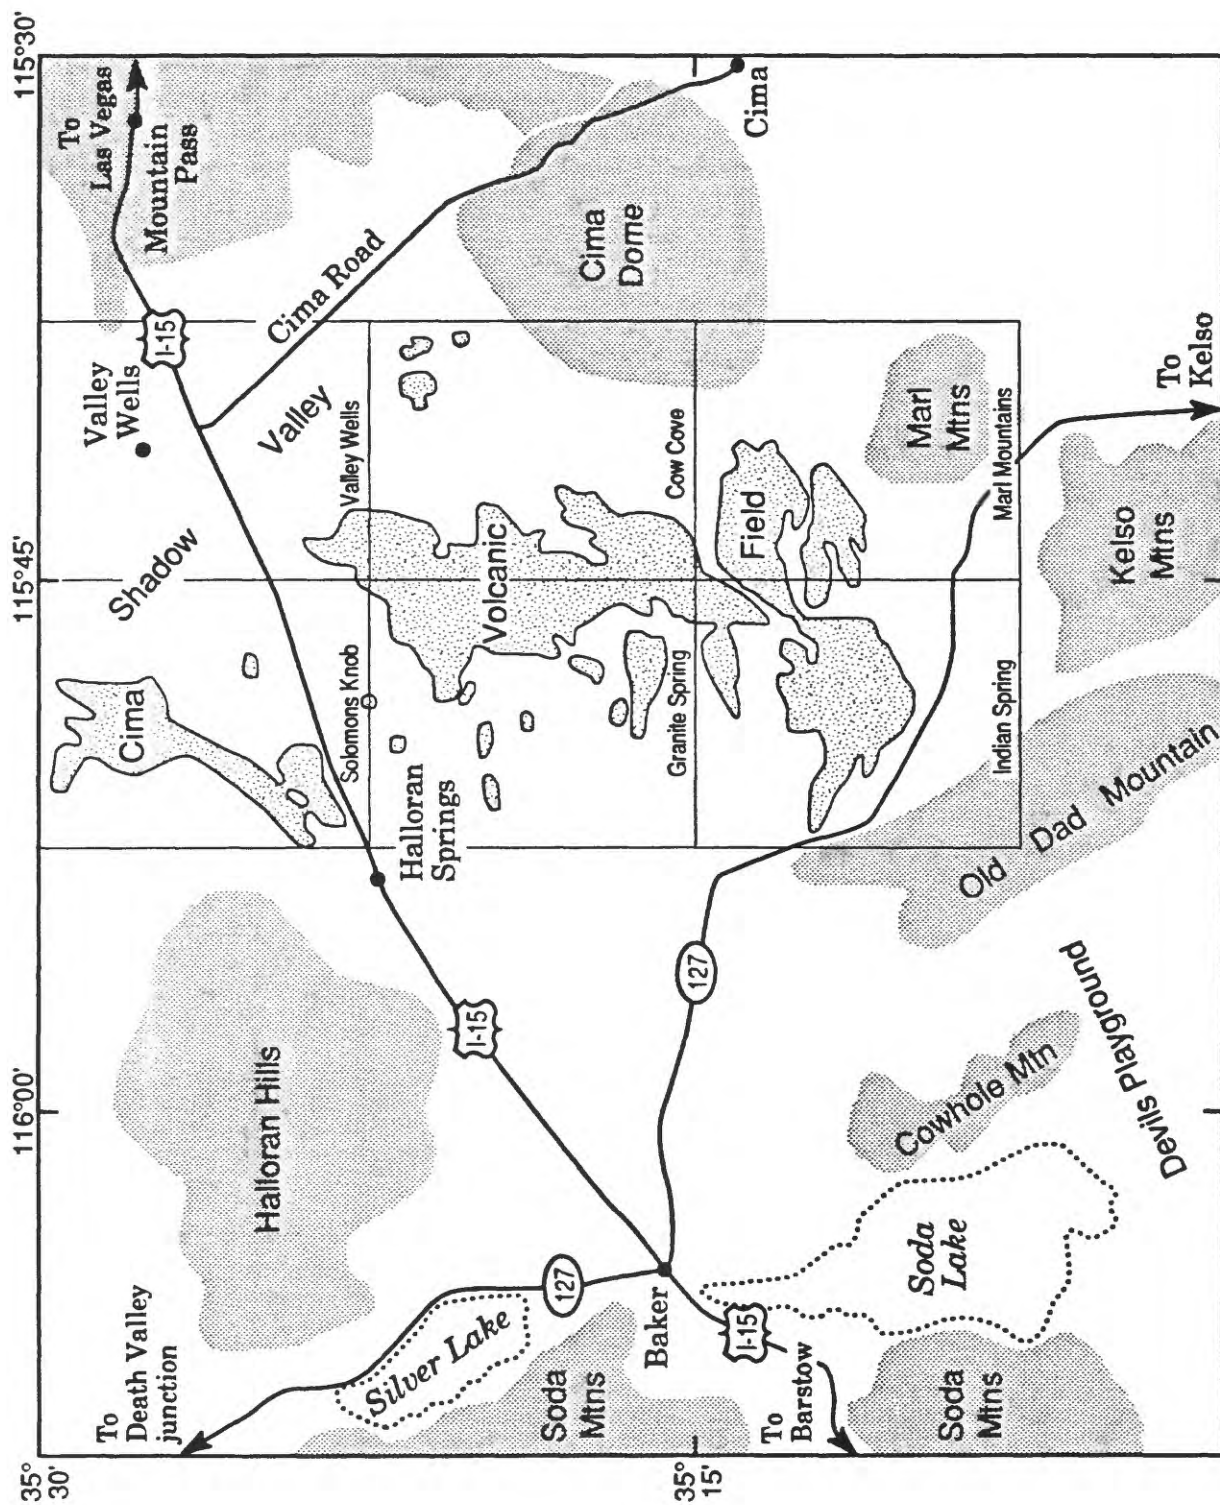 35°
30'
116°00'
115°45'
115°30'
To
Death Valley
junction
Halloran Hills
Cima
Shadow
Valley
Valley
Wells
I-15
To
Las Vegas
Mountain
Pass
Cima Road
Silver Lake
127
Soda
Mtns
Baker
I-15
Halloran
Springs
Solomons Knob
Valley Wells
Volcanic
Field
Granite Spring
Cow Cove
Cima
Dome
Cima
35°
15'
To
Barstow
I-15
127
Soda
Mtns
Soda
Lake
Cowhole Mtn
Devils Playground
Old Dad Mountain
Indian Spring
Marl Mountains
Marl
Mtns
Kelso
Mtns
To
Kelso